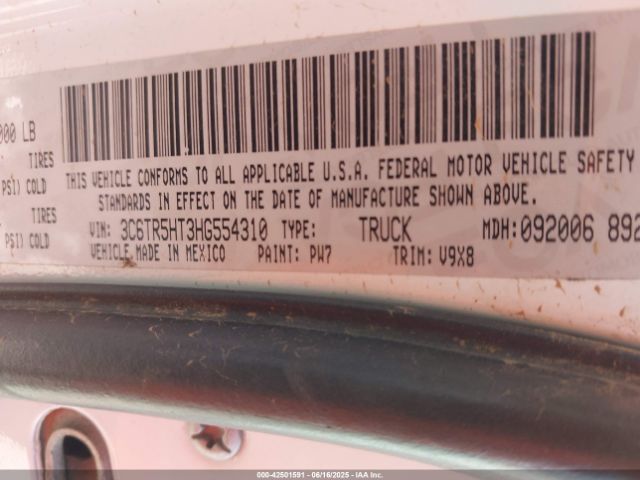 000 LB
TIRES
PSI) COLD
TIRES
PSI) COLD
THIS VEHICLE CONFORMS TO ALL APPLICABLE U.S.A. FEDERAL MOTOR VEHICLE SAFETY
STANDARDS IN EFFECT ON THE DATE OF MANUFACTURE SHOWN ABOVE.
VIN: 3C6TR5HT3HG554310 TYPE: TRUCK MDH:092006 892
VEHICLE MADE IN MEXICO PAINT: PW7 TRIM: V9X8
000-42501591 - 06/16/2025 - IAA Inc.